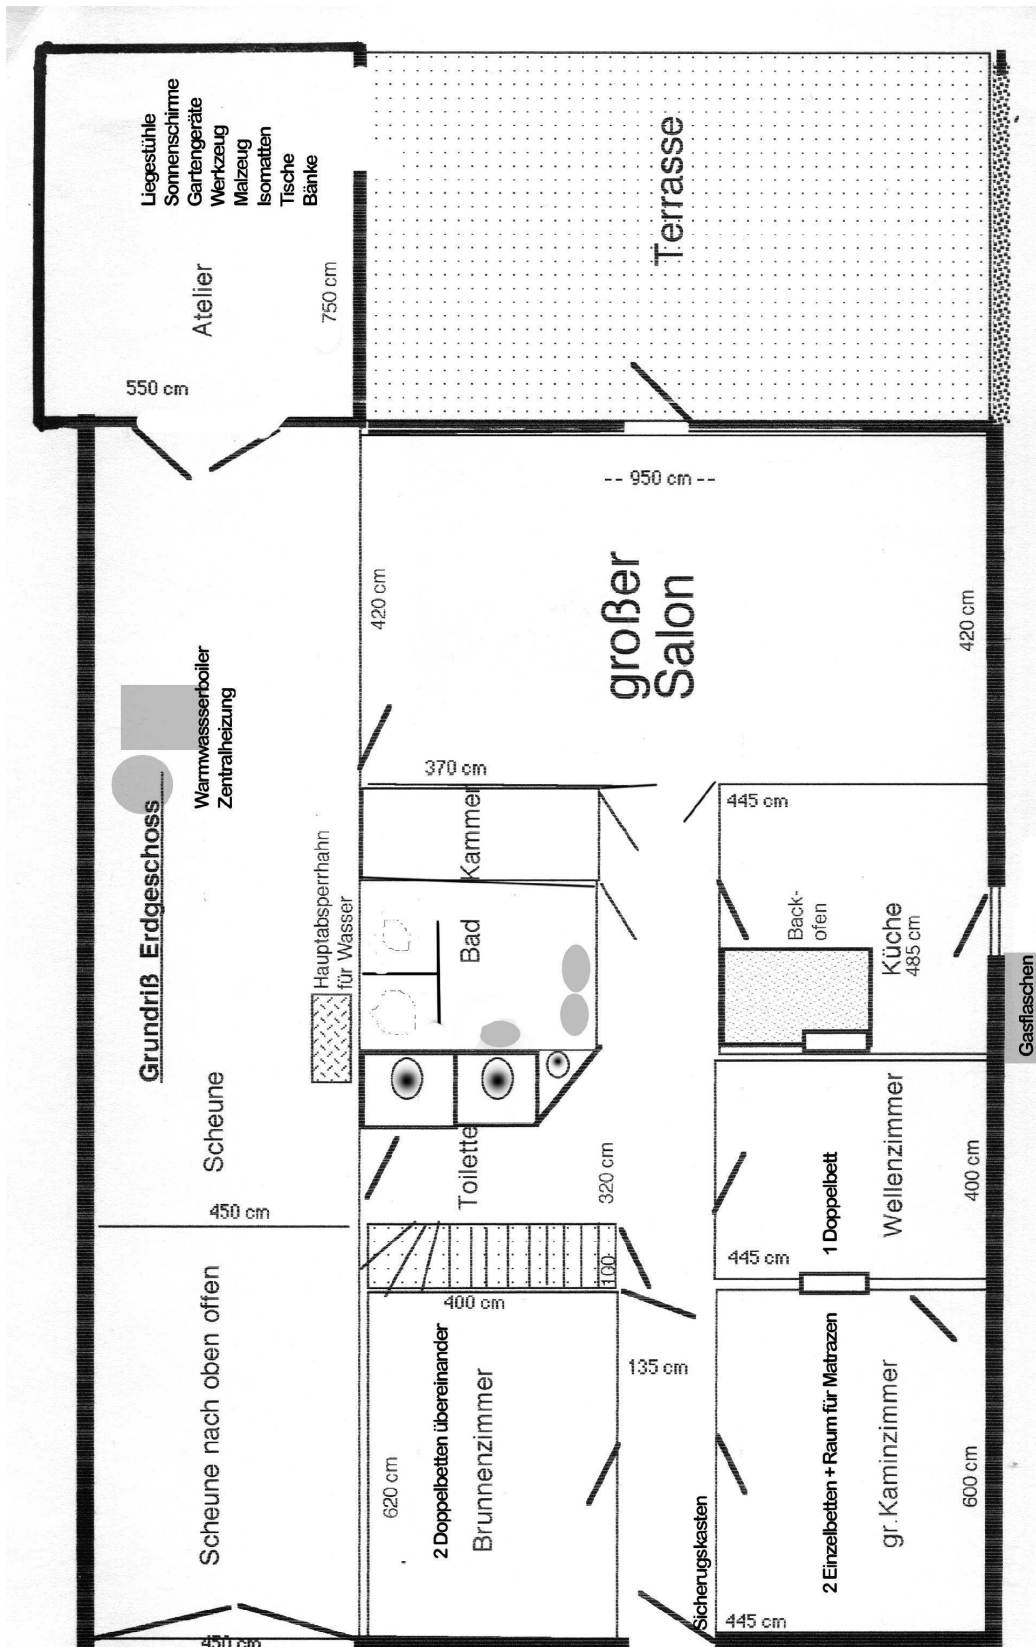 Liegestühle
Sonnenschirme
Gartengeräte
Werkzeug
Malzeug
Isomatten
Tische
Bänke
Atelier
750 cm
550 cm
Terrasse
-- 950 cm --
420 cm
großer
Salon
420 cm
Warmwassserboiler
Zentralheizung
Grundriß Erdgeschoss
370 cm
445 cm
Kammer
Hauptabsperrhahn
für Wasser
Bad
Back-
ofen
Küche
485 cm
Gasflaschen
Scheune
450 cm
Toilette
320 cm
100
1 Doppelbett
Wellenzimmer
400 cm
445 cm
Scheune nach oben offen
400 cm
135 cm
620 cm
2 Doppelbetten übereinander
Brunnenzimmer
2 Einzelbetten + Raum für Matrazen
gr.Kaminzimmer
600 cm
Sicherugskasten
445 cm
450 cm